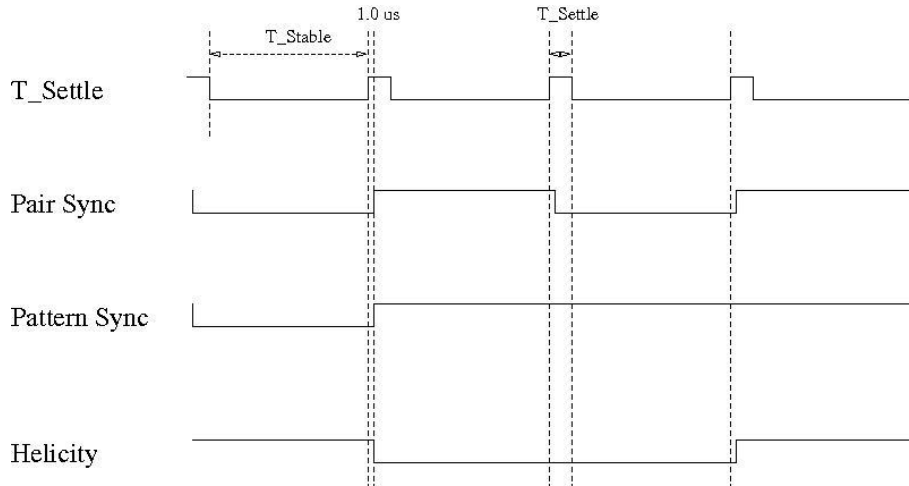 1.0 us
T_Settle
T_Stable
T_Settle
Pair Sync
Pattern Sync
Helicity